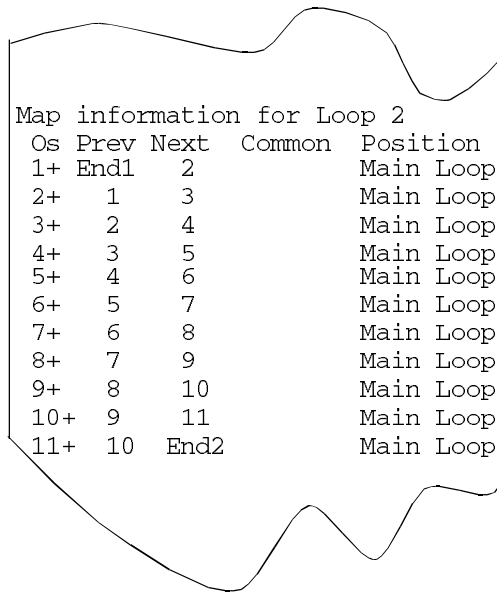 Map information for Loop 2
Os Prev Next Common Position
1+ End1 2 Main Loop
2+ 1 3 Main Loop
3+ 2 4 Main Loop
4+ 3 5 Main Loop
5+ 4 6 Main Loop
6+ 5 7 Main Loop
7+ 6 8 Main Loop
8+ 7 9 Main Loop
9+ 8 10 Main Loop
10+ 9 11 Main Loop
11+ 10 End2 Main Loop